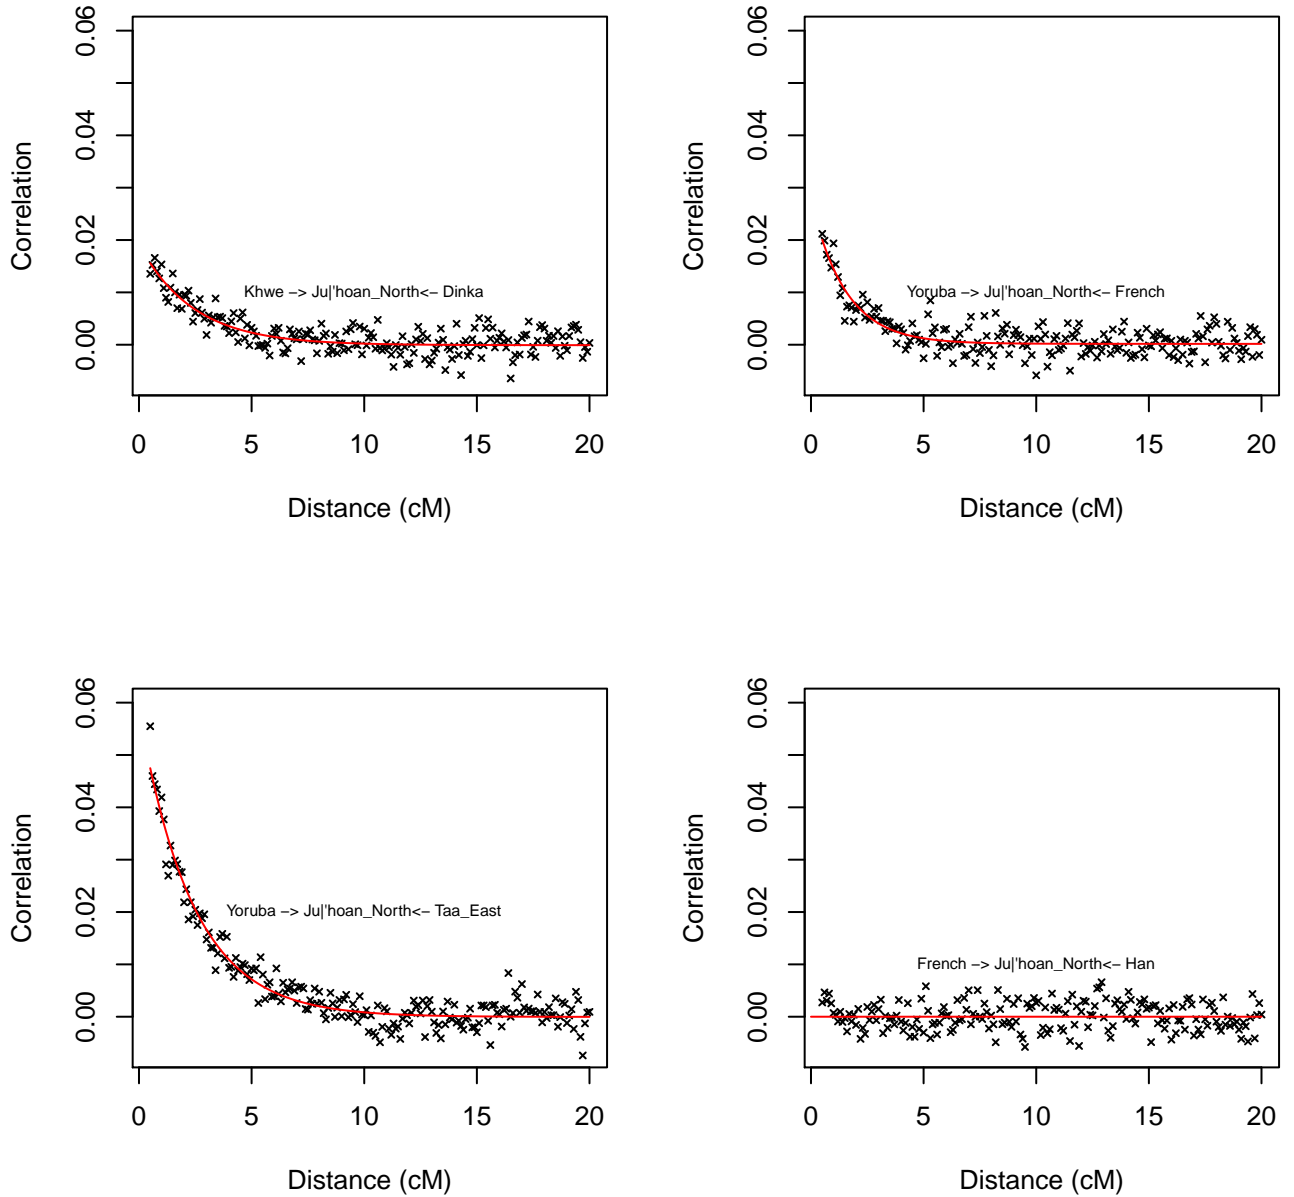 0.06
0.04
0.02
0.00
Correlation
Khwe −> Ju|'hoan_North<− Dinka
0 5 10 15 20
Distance (cM)
0.06
0.04
0.02
0.00
Correlation
Yoruba −> Ju|'hoan_North<− French
0 5 10 15 20
Distance (cM)
0.06
0.04
0.02
0.00
Correlation
Yoruba −> Ju|'hoan_North<− Taa_East
0 5 10 15 20
Distance (cM)
0.06
0.04
0.02
0.00
Correlation
French −> Ju|'hoan_North<− Han
0 5 10 15 20
Distance (cM)